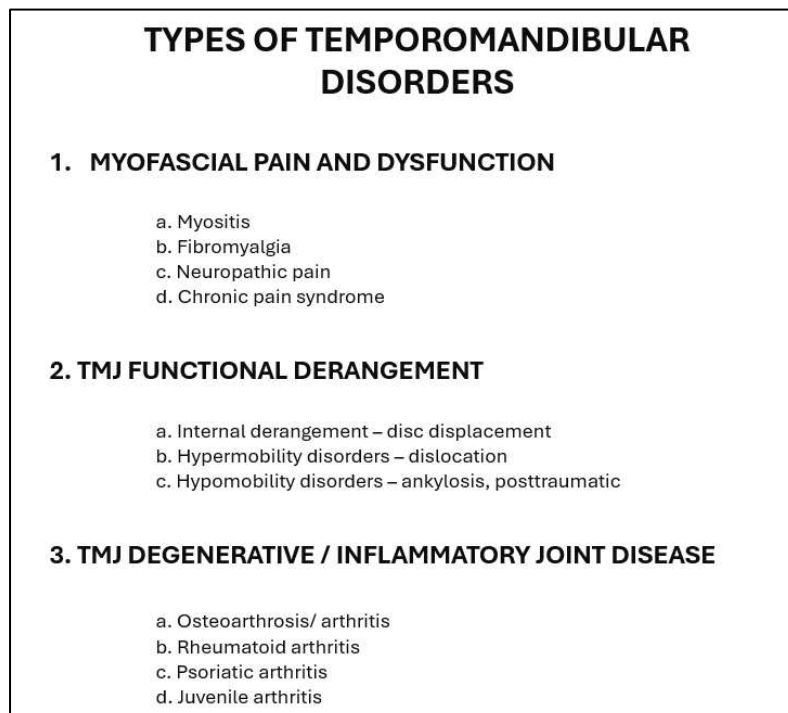 TYPES OF TEMPOROMANDIBULAR
DISORDERS
1. MYOFASCIAL PAIN AND DYSFUNCTION
a. Myositis
b. Fibromyalgia
c. Neuropathic pain
d. Chronic pain syndrome
2. TMJ FUNCTIONAL DERANGEMENT
a. Internal derangement – disc displacement
b. Hypermobility disorders – dislocation
c. Hypomobility disorders – ankylosis, posttraumatic
3. TMJ DEGENERATIVE / INFLAMMATORY JOINT DISEASE
a. Osteoarthrosis/ arthritis
b. Rheumatoid arthritis
c. Psoriatic arthritis
d. Juvenile arthritis